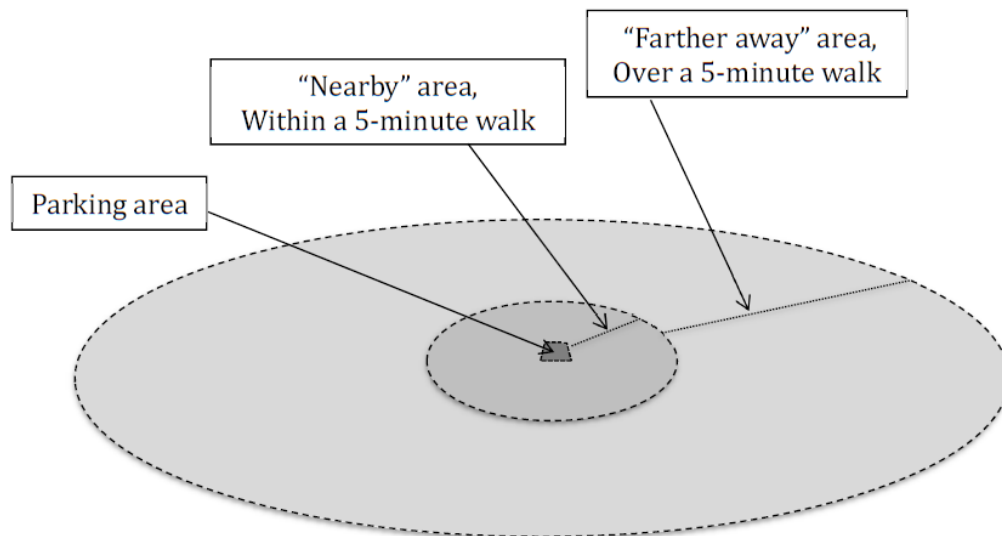 “Farther away” area,
Over a 5-minute walk
“Nearby” area,
Within a 5-minute walk
Parking area